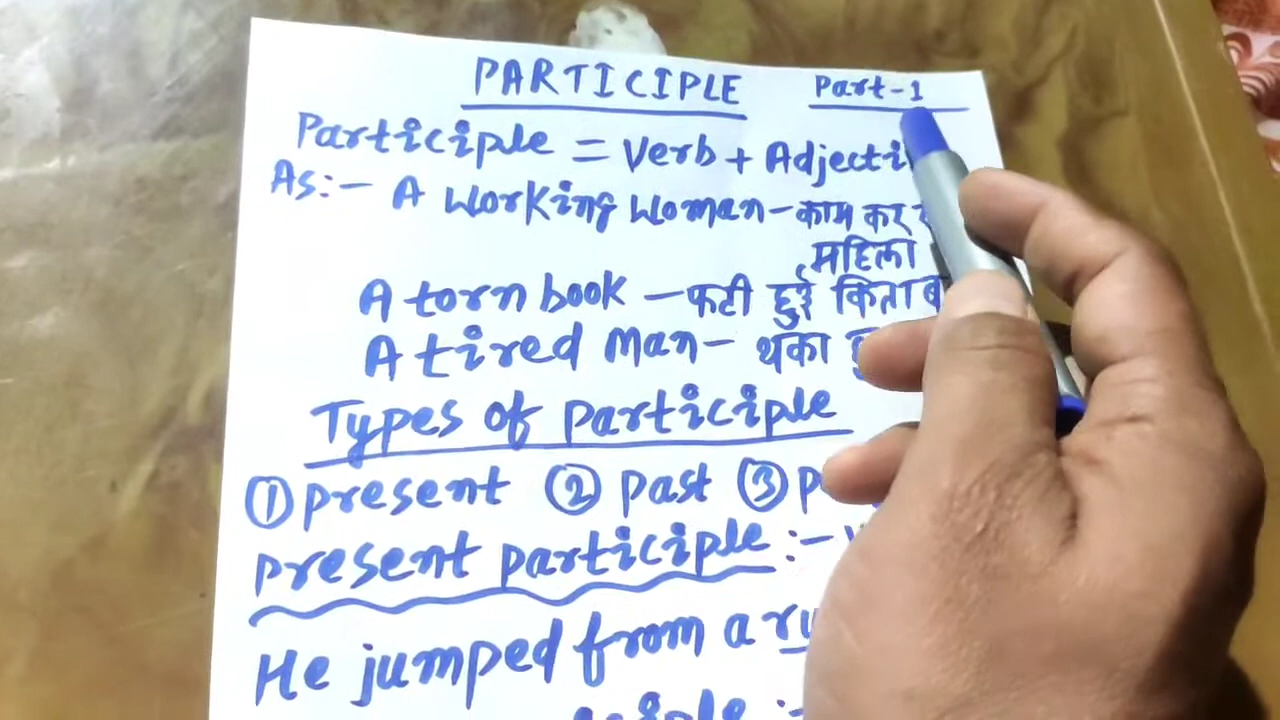 PARTICIPLE Part-1
Participle = Verb + Adjecti
As:- A working woman - काम कर
महिला
A torn book - फटी हुई किताब
A tired man - थका
Types of participle
① present ② past ③ p
present participle :-
He jumped from a ru